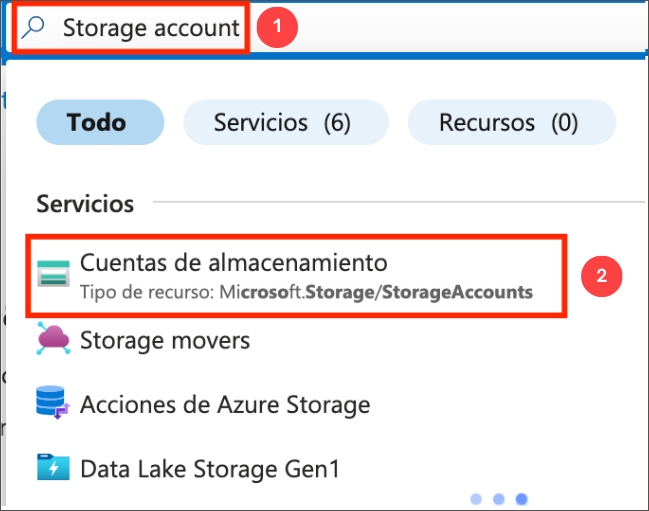 Storage account
1
Todo
Servicios (6)
Recursos (0)
Servicios
Cuentas de almacenamiento
Tipo de recurso: Microsoft.Storage/StorageAccounts
2
Storage movers
Acciones de Azure Storage
Data Lake Storage Gen1